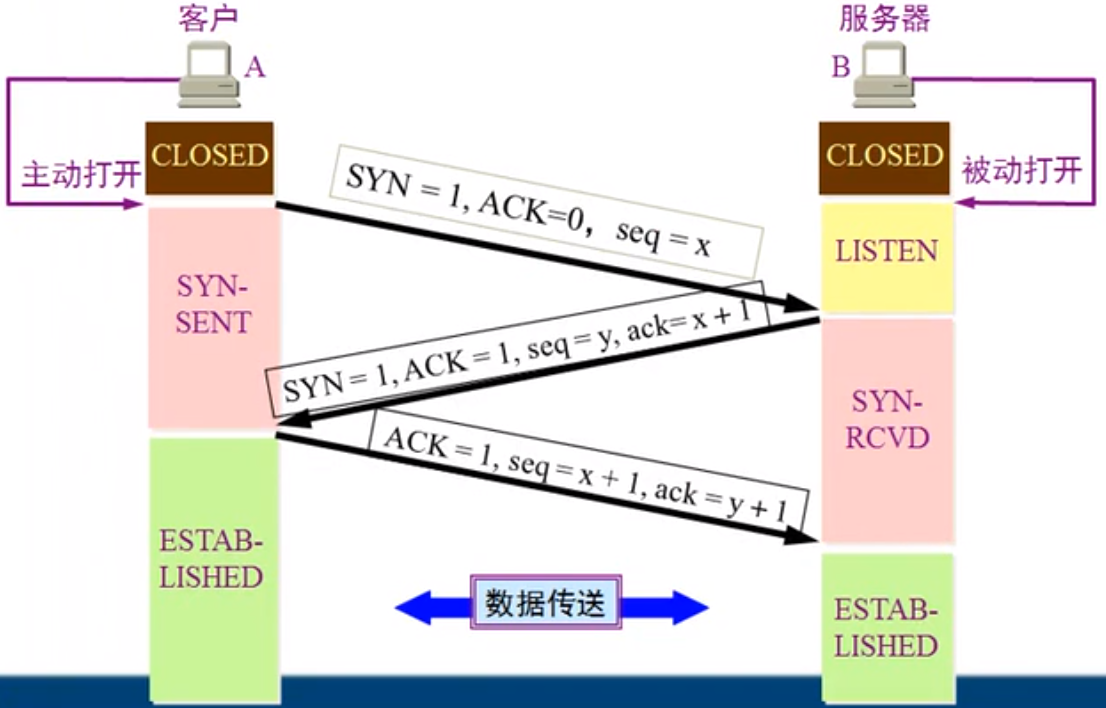 客户
服务器
A
B
CLOSED
CLOSED
主动打开
被动打开
SYN = 1, ACK=0，seq = x
LISTEN
SYN-
SENT
SYN = 1, ACK = 1, seq = y, ack= x + 1
SYN-
RCVD
ACK = 1, seq = x + 1, ack = y + 1
ESTAB-
LISHED
数据传送
ESTAB-
LISHED